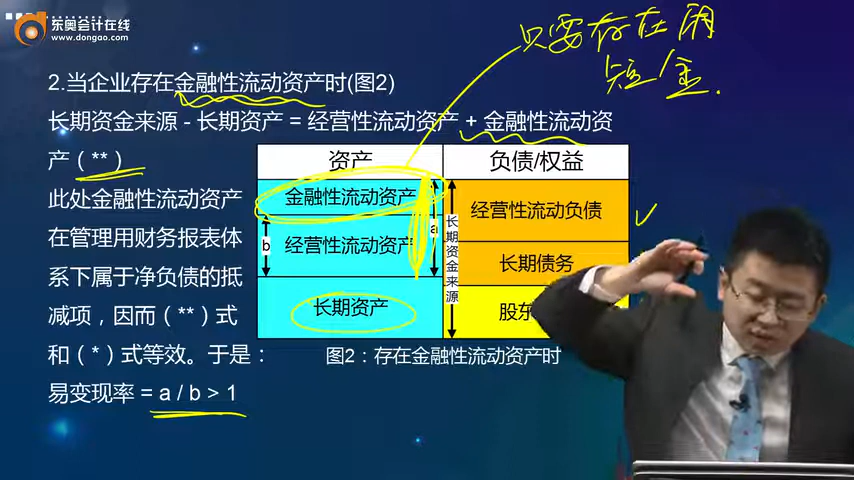 东奥会计在线
www.dongao.com
只要存在用
短金.
2.当企业存在金融性流动资产时(图2)
长期资金来源 - 长期资产 = 经营性流动资产 + 金融性流动资
产（**）
此处金融性流动资产
在管理用财务报表体
系下属于净负债的抵
减项，因而（**）式
和（*）式等效。于是：
易变现率 = a / b > 1
资产
负债/权益
金融性流动资产
经营性流动资产
长期资产
a
b
长期资金来源
经营性流动负债
长期债务
股东
图2：存在金融性流动资产时